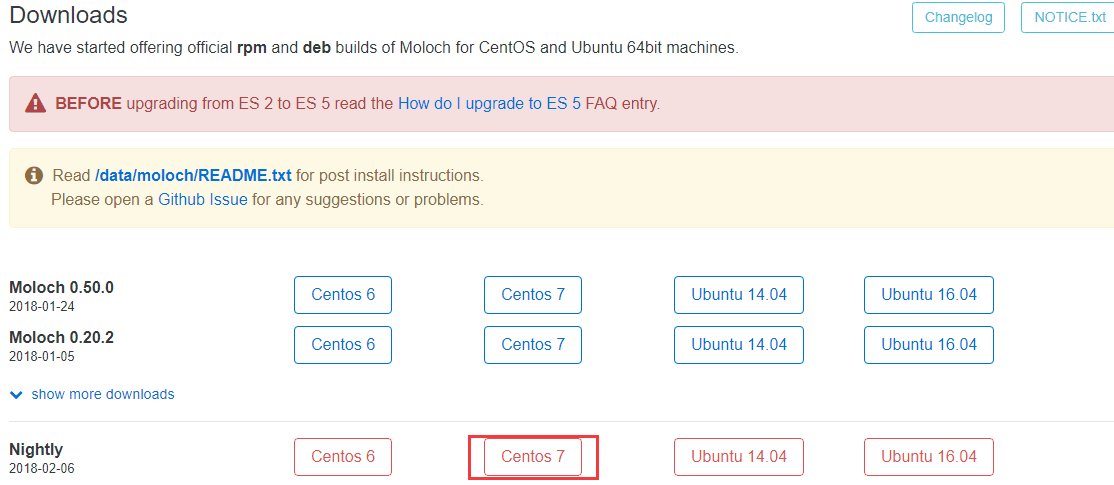 Downloads
Changelog
NOTICE.txt
We have started offering official rpm and deb builds of Moloch for CentOS and Ubuntu 64bit machines.
BEFORE upgrading from ES 2 to ES 5 read the How do I upgrade to ES 5 FAQ entry.
Read /data/moloch/README.txt for post install instructions.
Please open a Github Issue for any suggestions or problems.
Moloch 0.50.0
2018-01-24
Centos 6
Centos 7
Ubuntu 14.04
Ubuntu 16.04
Moloch 0.20.2
2018-01-05
Centos 6
Centos 7
Ubuntu 14.04
Ubuntu 16.04
show more downloads
Nightly
2018-02-06
Centos 6
Centos 7
Ubuntu 14.04
Ubuntu 16.04